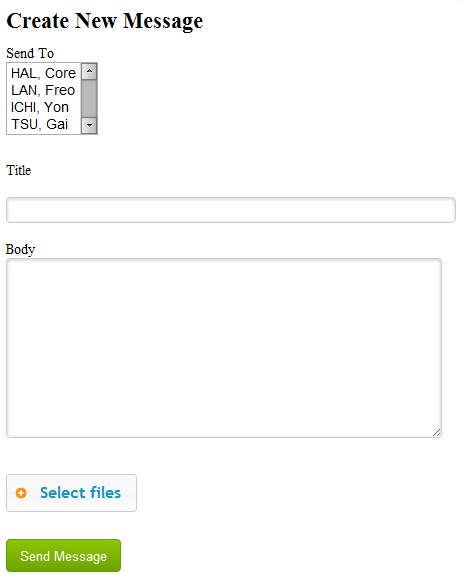 Create New Message
Send To
HAL, Core
LAN, Freo
ICHI, Yon
TSU, Gai
Title
Body
Select files
Send Message